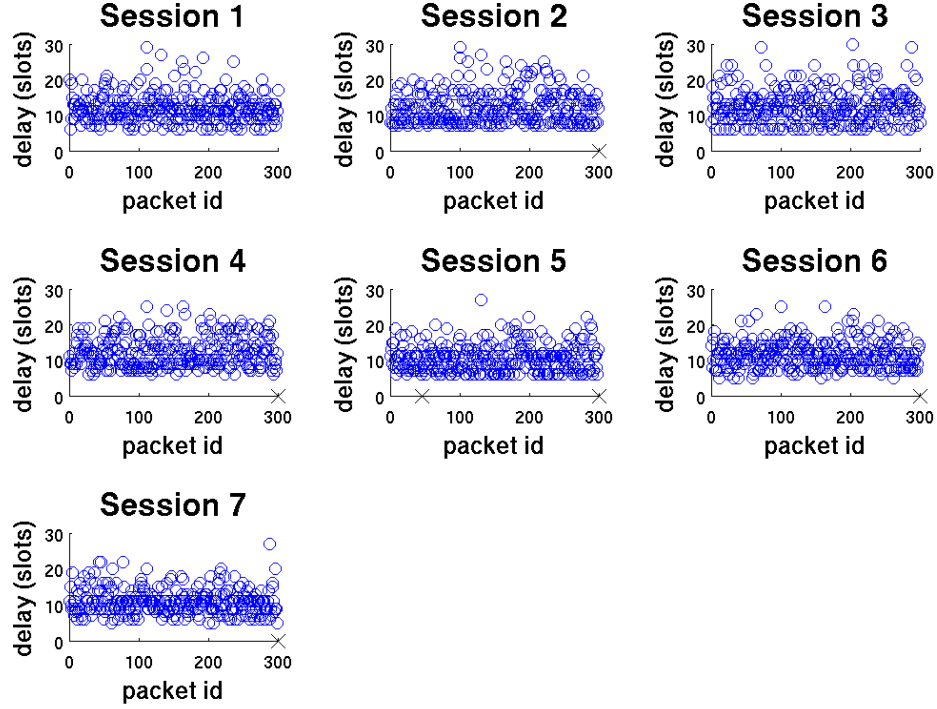 Session 1
delay (slots)
30
20
10
0
0 100 200 300
packet id
Session 2
delay (slots)
30
20
10
0
0 100 200 300
packet id
Session 3
delay (slots)
30
20
10
0
0 100 200 300
packet id
Session 4
delay (slots)
30
20
10
0
0 100 200 300
packet id
Session 5
delay (slots)
30
20
10
0
0 100 200 300
packet id
Session 6
delay (slots)
30
20
10
0
0 100 200 300
packet id
Session 7
delay (slots)
30
20
10
0
0 100 200 300
packet id